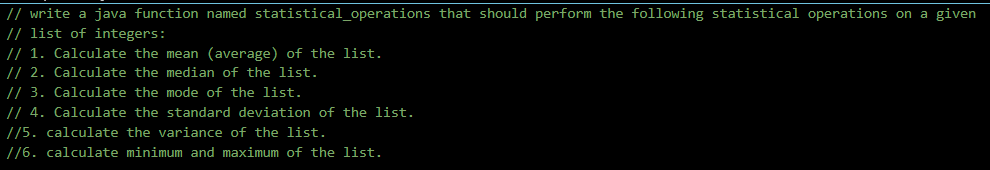 // write a java function named statistical_operations that should perform the following statistical operations on a given
// list of integers:
// 1. Calculate the mean (average) of the list.
// 2. Calculate the median of the list.
// 3. Calculate the mode of the list.
// 4. Calculate the standard deviation of the list.
//5. calculate the variance of the list.
//6. calculate minimum and maximum of the list.